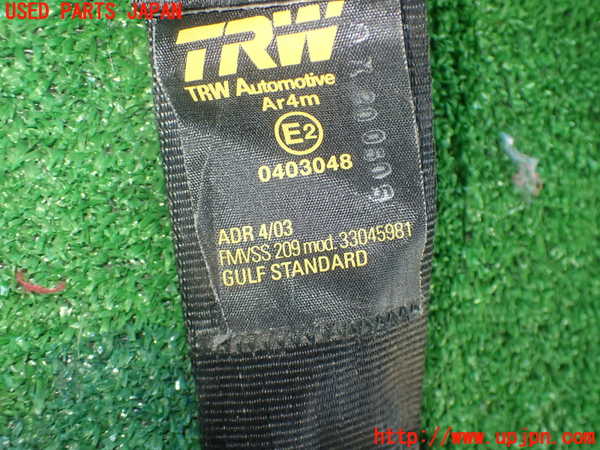 USED PARTS JAPAN
TRW
TRW Automotive
Ar4m
E2
0403048
ADR 4/03
FMVSS 209 mod. 33045981
GULF STANDARD
http://www.upjpn.com